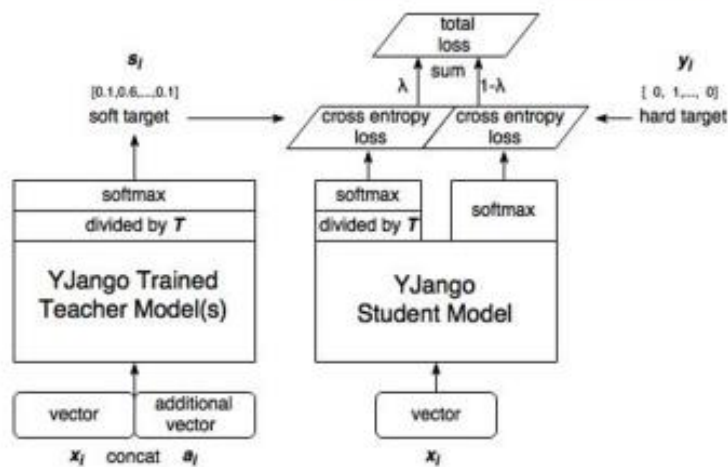 total
loss
sum
λ
1-λ
s_i
[0.1,0.6,...,0.1]
soft target
y_i
[ 0, 1,..., 0]
hard target
cross entropy
loss
cross entropy
loss
softmax
divided by T
YJango Trained
Teacher Model(s)
softmax
divided by T
softmax
YJango
Student Model
vector
additional
vector
x_i concat a_i
vector
x_i